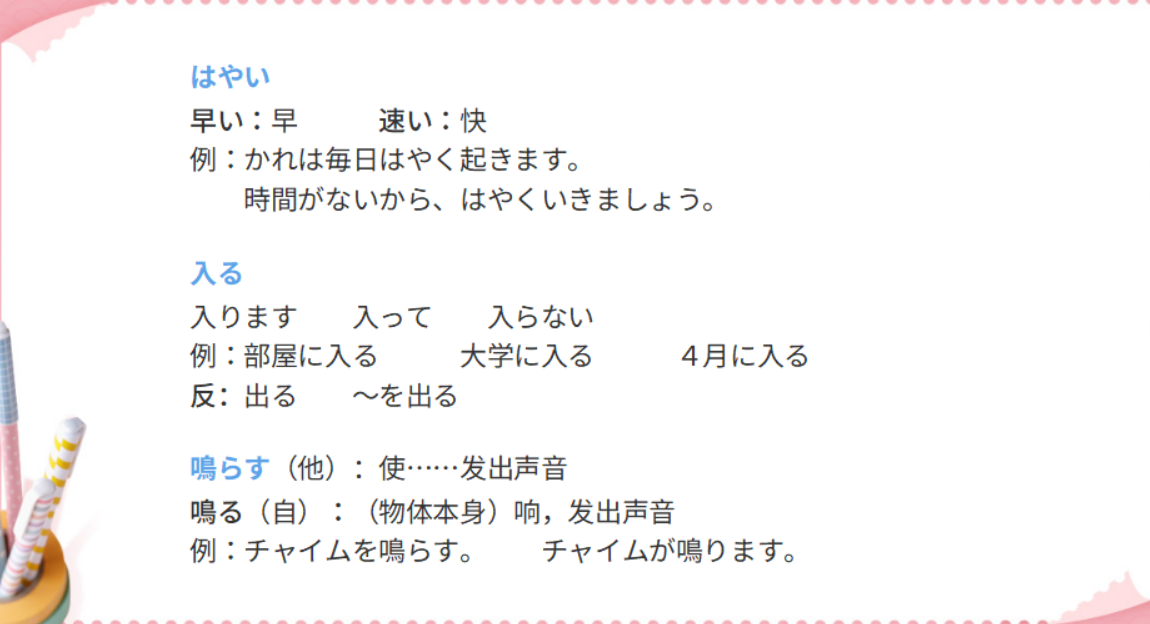 はやい
早い：早　　　速い：快
例：かれは毎日はやく起きます。
　　時間がないから、はやくいきましょう。
入る
入ります　　入って　　入らない
例：部屋に入る　　　大学に入る　　　４月に入る
反：出る　　～を出る
鳴らす（他）：使……发出声音
鳴る（自）：（物体本身）响，发出声音
例：チャイムを鳴らす。　　チャイムが鳴ります。